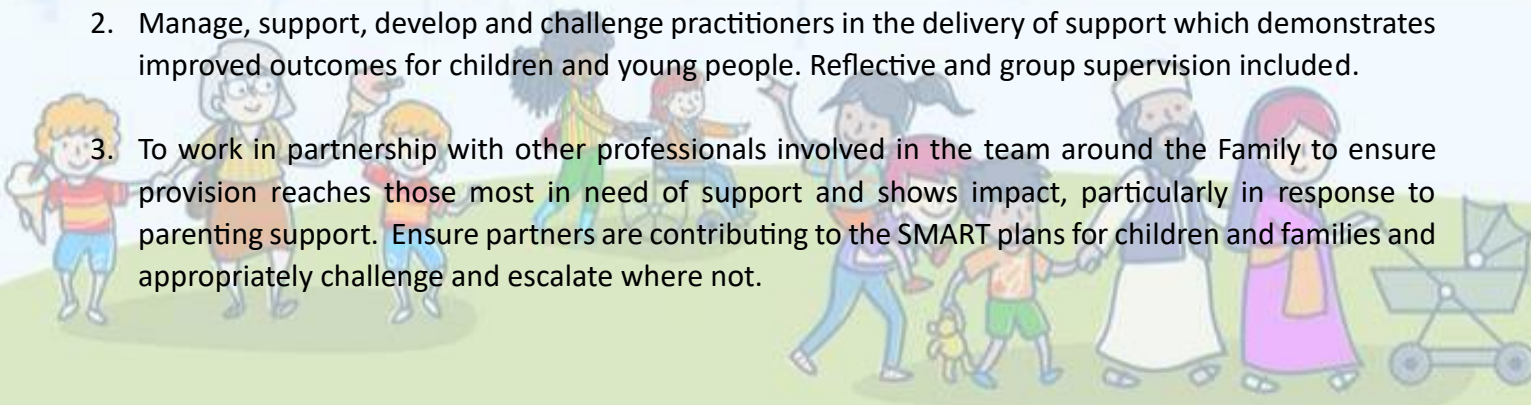 2. Manage, support, develop and challenge practitioners in the delivery of support which demonstrates
improved outcomes for children and young people. Reflective and group supervision included.
3. To work in partnership with other professionals involved in the team around the Family to ensure
provision reaches those most in need of support and shows impact, particularly in response to
parenting support. Ensure partners are contributing to the SMART plans for children and families and
appropriately challenge and escalate where not.